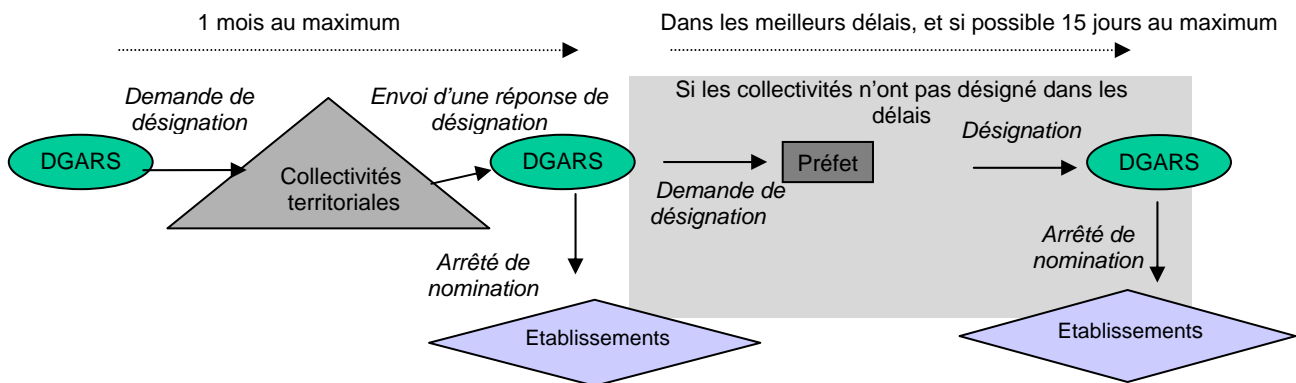 1 mois au maximum
Dans les meilleurs délais, et si possible 15 jours au maximum
Demande de
désignation
Envoi d'une réponse de
désignation
Si les collectivités n'ont pas désigné dans les
délais
Désignation
DGARS
Collectivités
territoriales
DGARS
Demande de
désignation
Préfet
DGARS
Arrêté de
nomination
Arrêté de
nomination
Etablissements
Etablissements